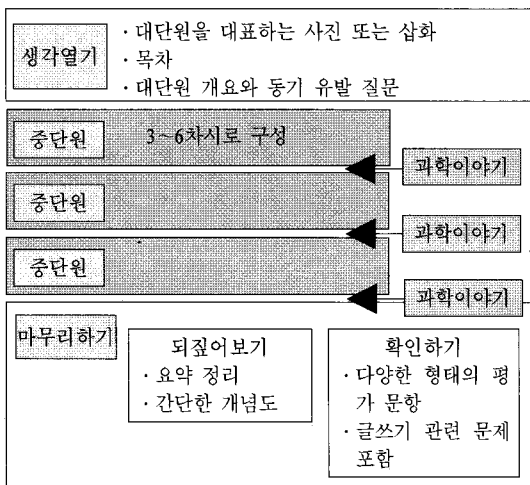 생각열기
· 대단원을 대표하는 사진 또는 삽화
· 목차
· 대단원 개요와 동기 유발 질문
중단원
3~6차시로 구성
과학이야기
중단원
과학이야기
중단원
과학이야기
마무리하기
되짚어보기
· 요약 정리
· 간단한 개념도
확인하기
· 다양한 형태의 평
가 문항
· 글쓰기 관련 문제
포함